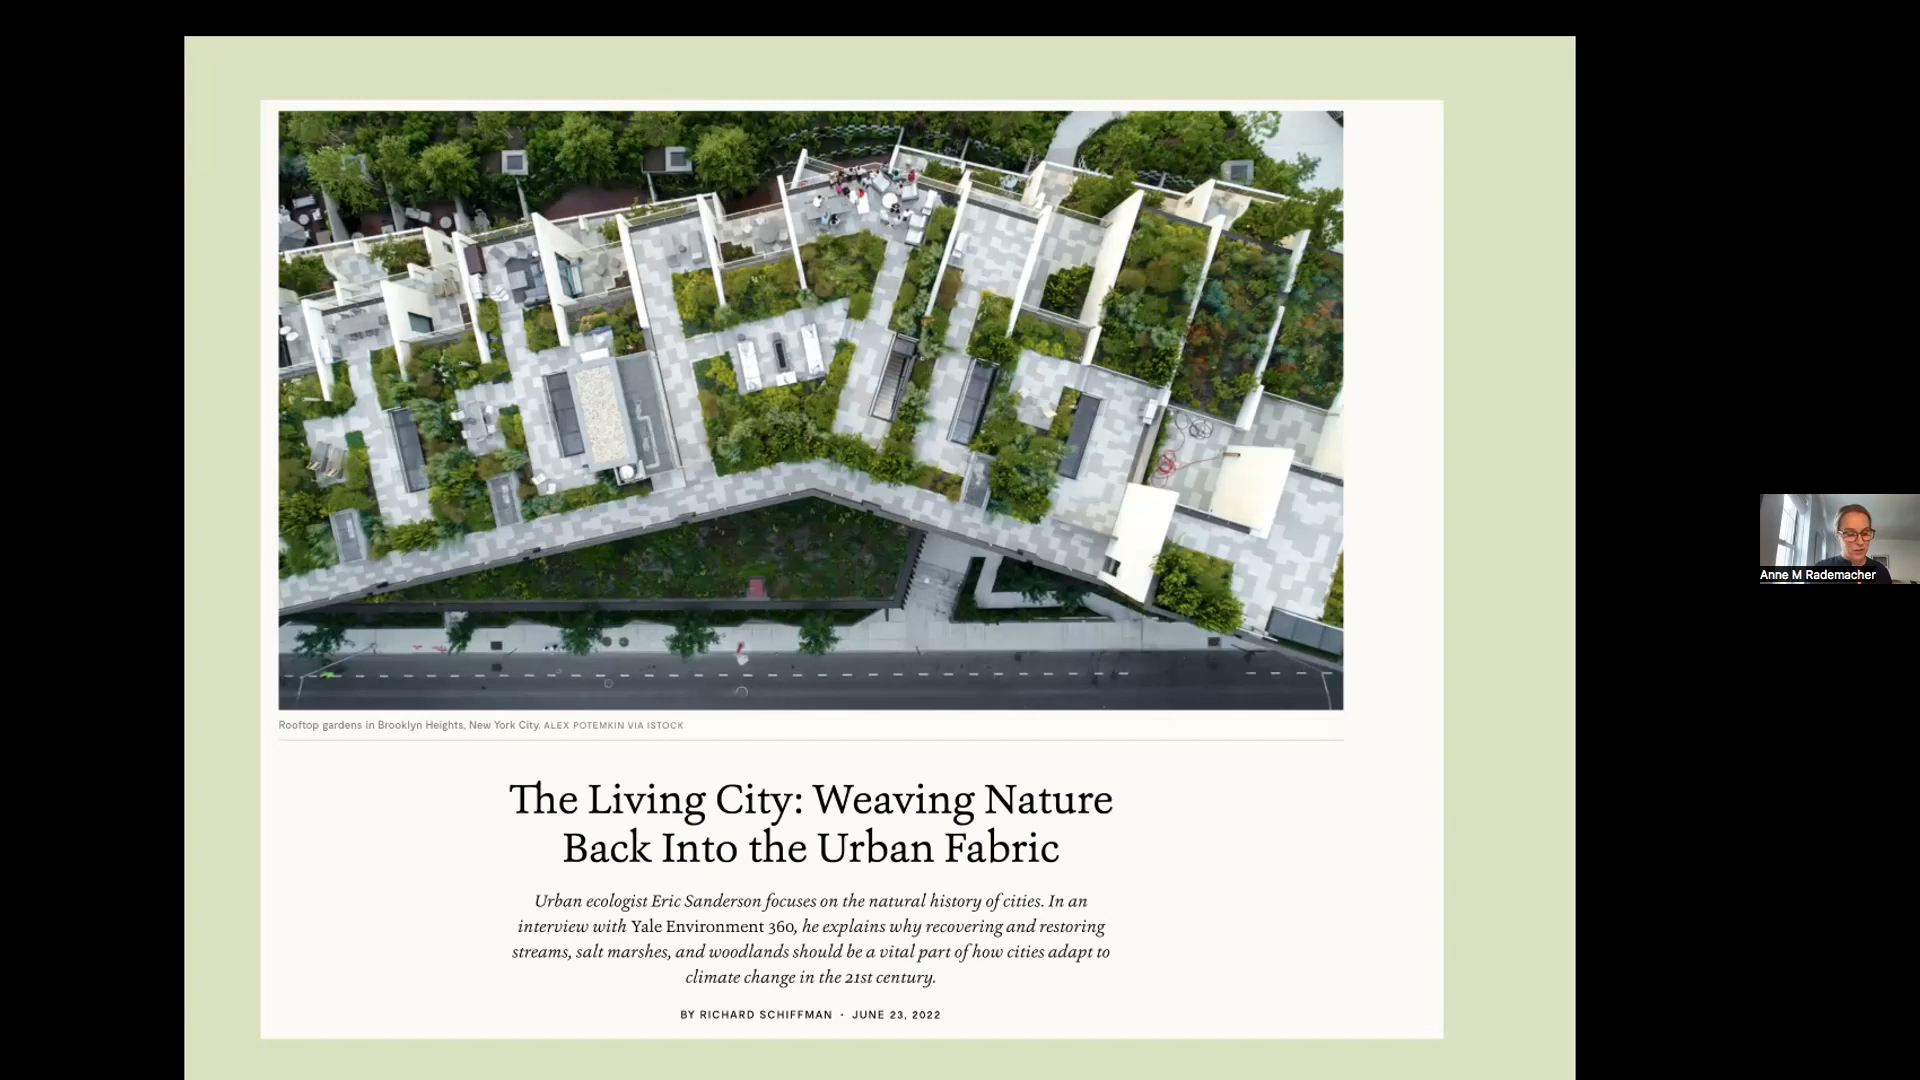 Rooftop gardens in Brooklyn Heights, New York City. ALEX POTEMKIN VIA ISTOCK
The Living City: Weaving Nature
Back Into the Urban Fabric
Urban ecologist Eric Sanderson focuses on the natural history of cities. In an
interview with Yale Environment 360, he explains why recovering and restoring
streams, salt marshes, and woodlands should be a vital part of how cities adapt to
climate change in the 21st century.
BY RICHARD SCHIFFMAN · JUNE 23, 2022
Anne M Rademacher